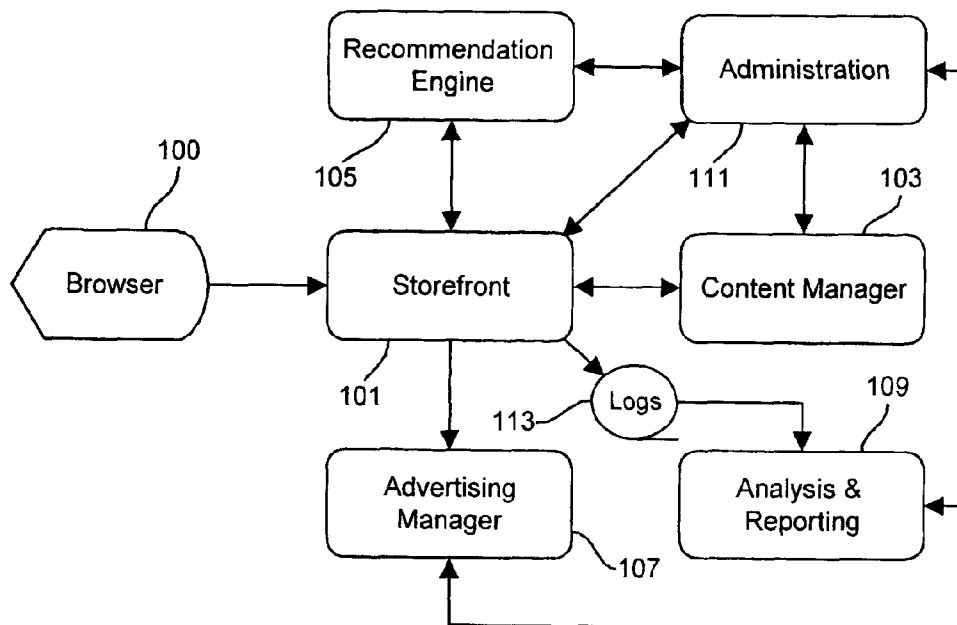 Recommendation
Engine
Administration
100
105
111
103
Browser
Storefront
Content Manager
101
113
Logs
109
Advertising
Manager
Analysis &
Reporting
107